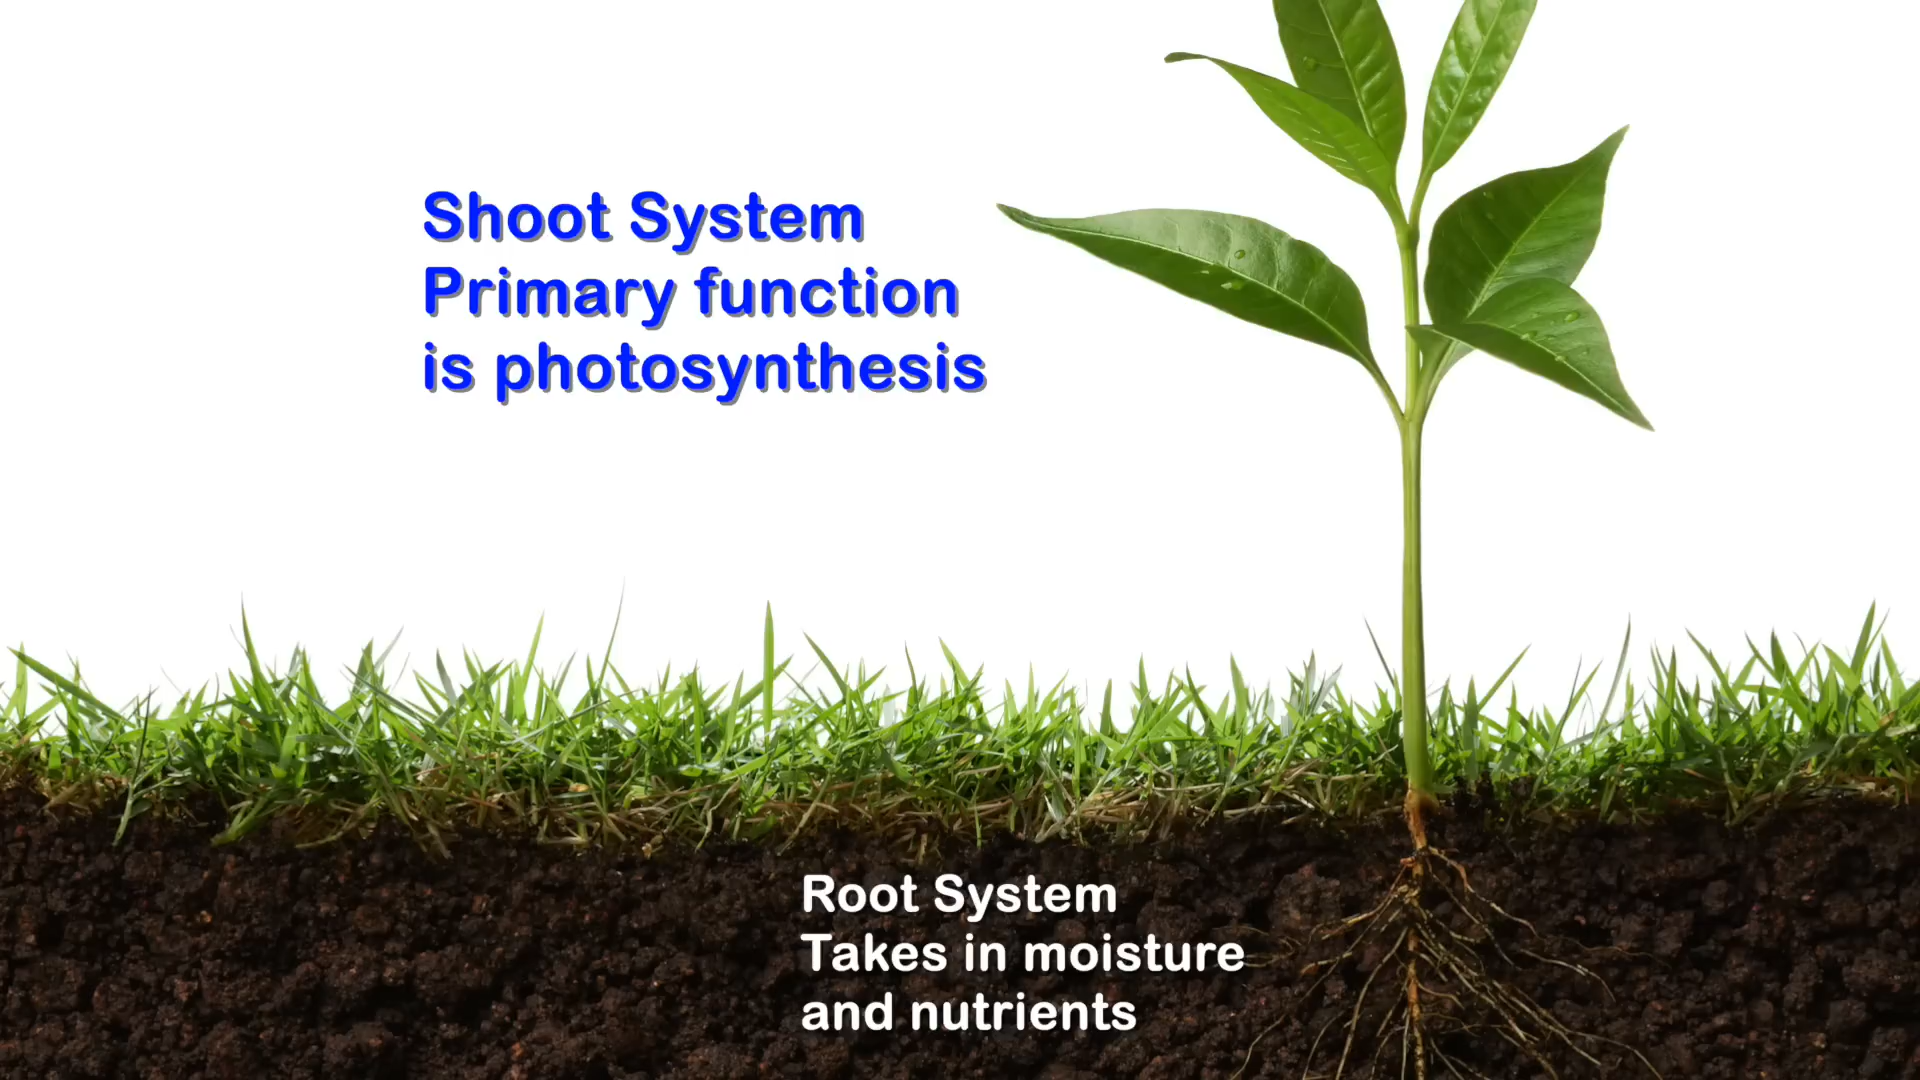 Shoot System
Primary function
is photosynthesis
Root System
Takes in moisture
and nutrients